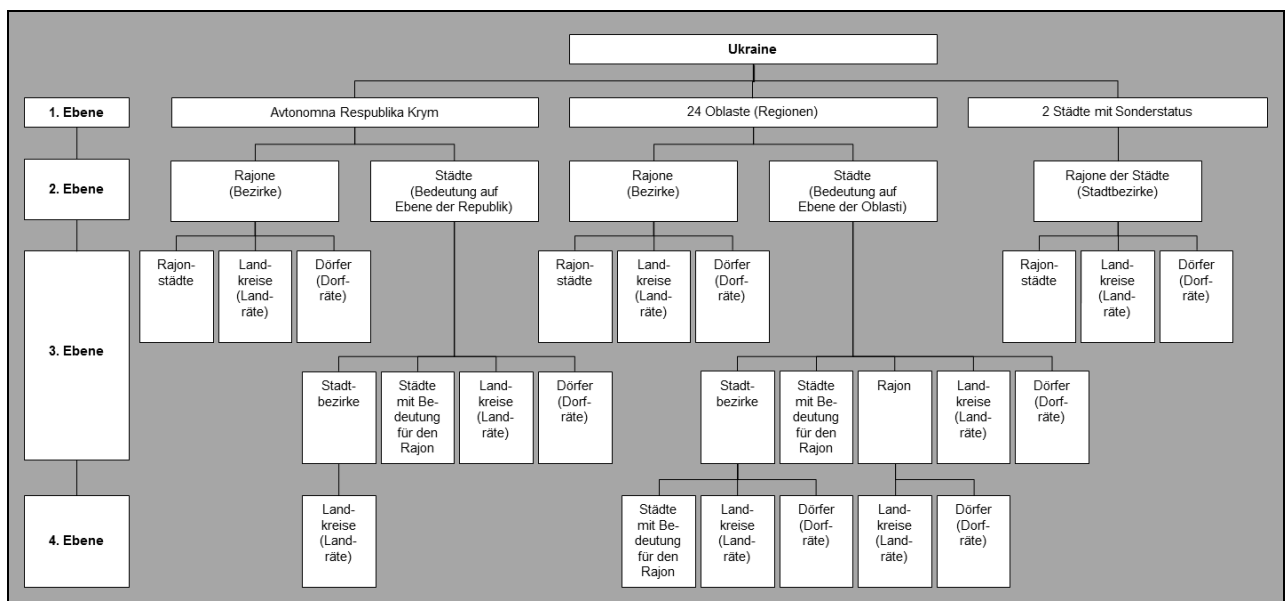 Ukraine
1. Ebene
Avtonomna Respublika Krym
24 Oblaste (Regionen)
2 Städte mit Sonderstatus
2. Ebene
Rajone
(Bezirke)
Städte
(Bedeutung auf
Ebene der Republik)
Rajone
(Bezirke)
Städte
(Bedeutung auf
Ebene der Oblasti)
Rajone der Städte
(Stadtbezirke)
3. Ebene
Rajon-
städte
Land-
kreise
(Land-
räte)
Dörfer
(Dorf-
räte)
Rajon-
städte
Land-
kreise
(Land-
räte)
Dörfer
(Dorf-
räte)
Rajon-
städte
Land-
kreise
(Land-
räte)
Dörfer
(Dorf-
räte)
Stadt-
bezirke
Städte
mit Be-
deutung
für den
Rajon
Land-
kreise
(Land-
räte)
Dörfer
(Dorf-
räte)
Stadt-
bezirke
Städte
mit Be-
deutung
für den
Rajon
Rajon
Land-
kreise
(Land-
räte)
Dörfer
(Dorf-
räte)
4. Ebene
Land-
kreise
(Land-
räte)
Städte
mit Be-
deutung
für den
Rajon
Land-
kreise
(Land-
räte)
Dörfer
(Dorf-
räte)
Land-
kreise
(Land-
räte)
Dörfer
(Dorf-
räte)